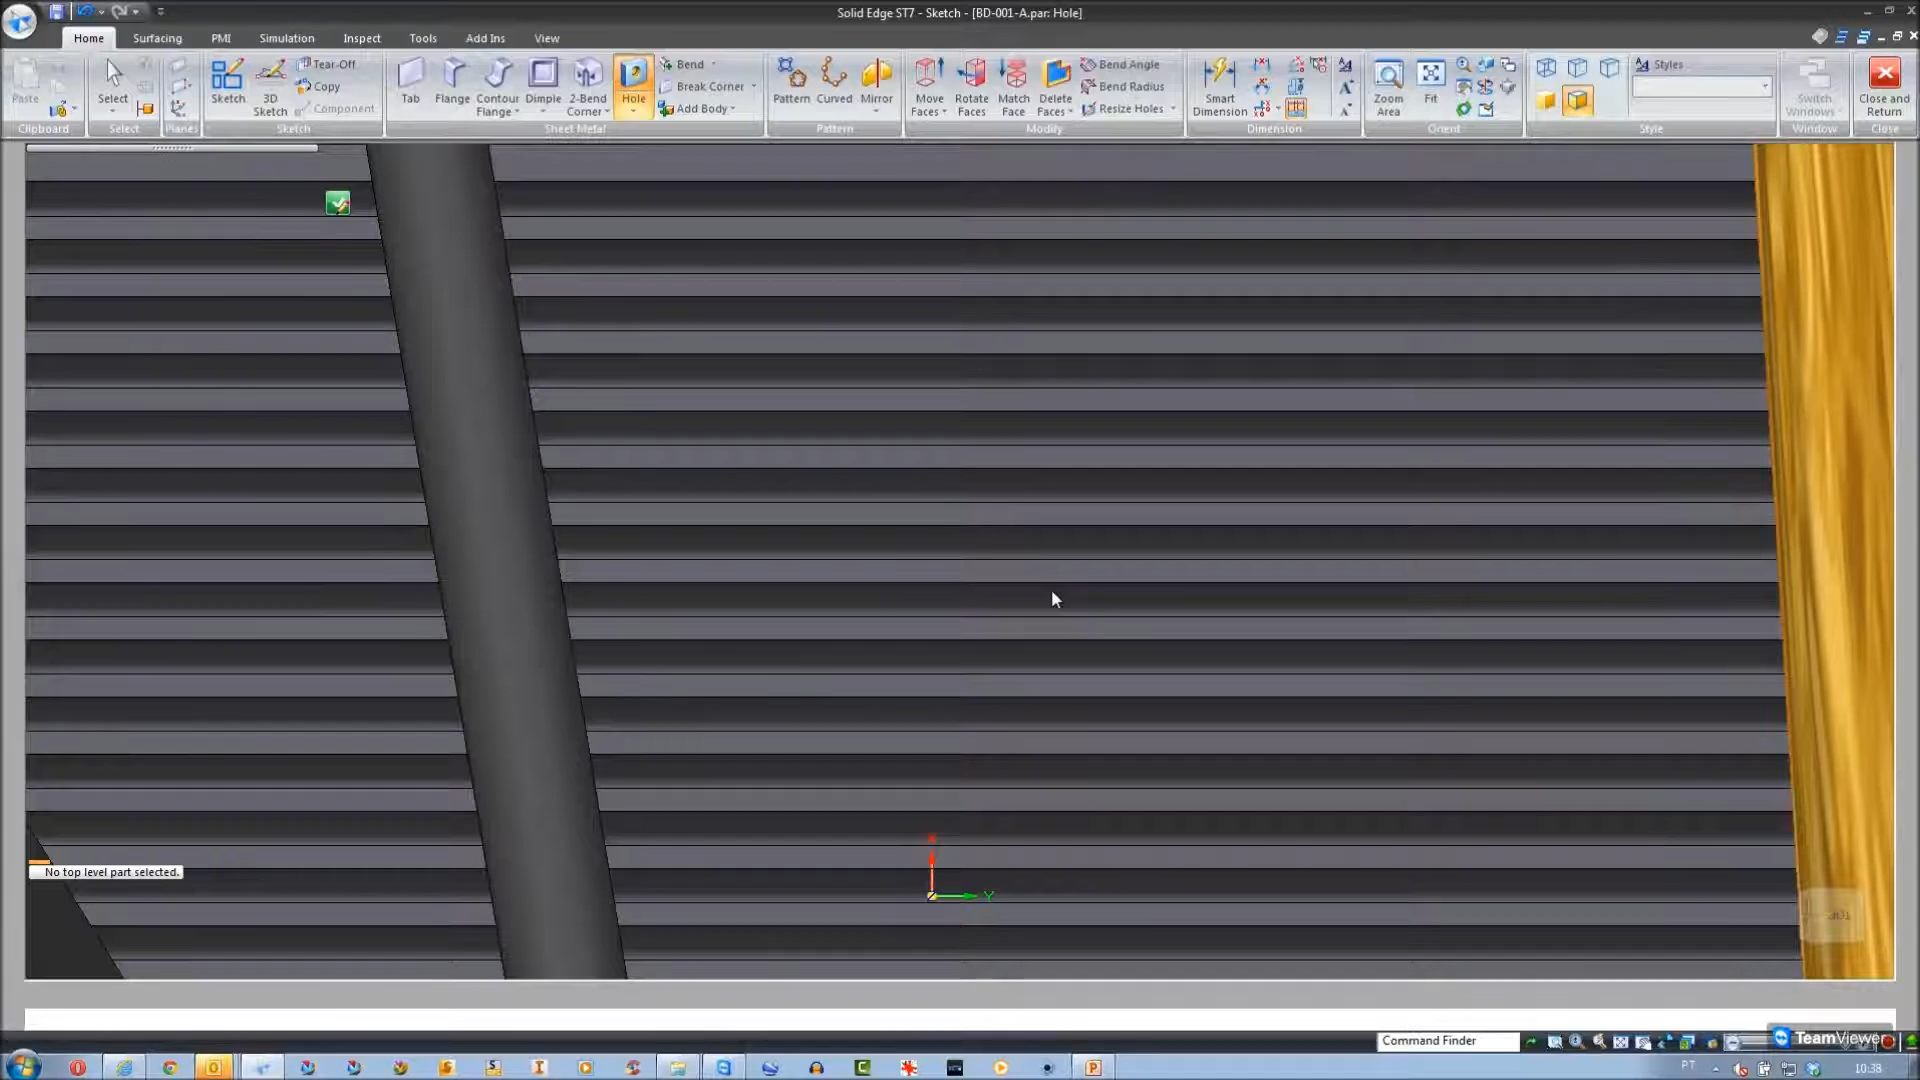 Solid Edge ST7 - Sketch - [BD-001-A.par: Hole]
Home Surfacing PMI Simulation Inspect Tools Add Ins View
Paste
Clipboard
Select
Select
Planes
Sketch
3D Sketch
Tear-Off
Copy
Component
Sketch
Tab
Flange
Contour Flange
Dimple
2-Bend Corner
Hole
Bend
Break Corner
Add Body
Sheet Metal
Pattern
Curved
Mirror
Pattern
Move Faces
Rotate Faces
Match Face
Delete Faces
Bend Angle
Bend Radius
Resize Holes
Modify
Smart Dimension
Dimension
Zoom Area
Fit
Orient
Styles
Style
Switch Windows
Window
Close and Return
Close
X
Y
No top level part selected.
Command Finder
TeamViewer
PT
10:38